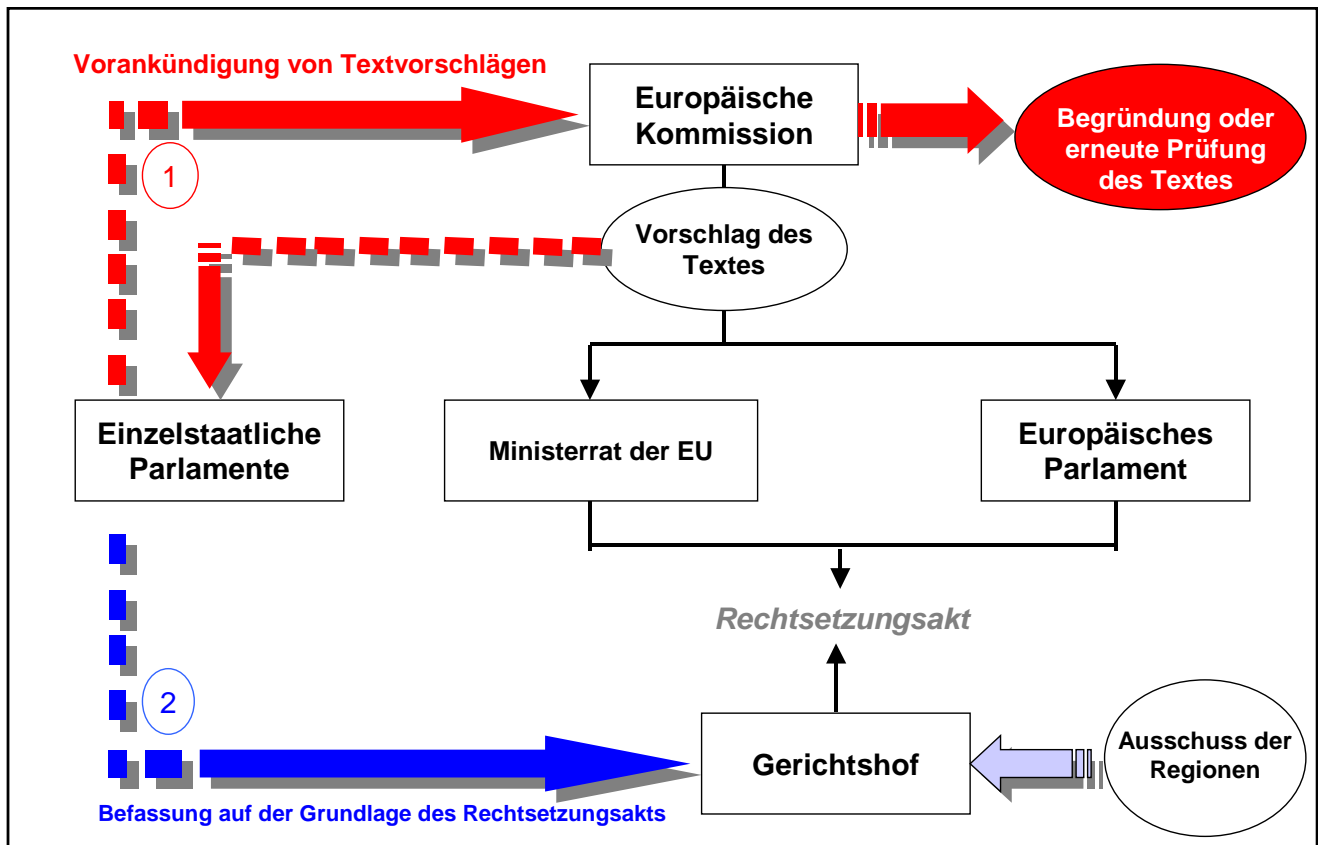 Vorankündigung von Textvorschlägen
Europäische
Kommission
Begründung oder
erneute Prüfung
des Textes
1
Vorschlag des
Textes
Einzelstaatliche
Parlamente
Ministerrat der EU
Europäisches
Parlament
Rechtsetzungsakt
2
Gerichtshof
Ausschuss der
Regionen
Befassung auf der Grundlage des Rechtsetzungsakts